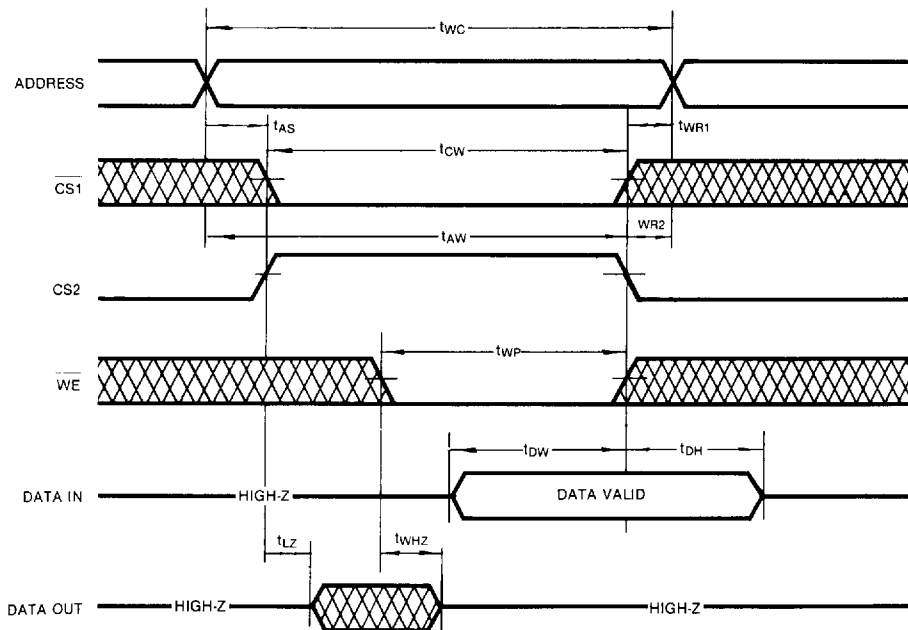 tWC
ADDRESS
tAS
tWR1
tCW
CS1
tAW
WR2
CS2
tWP
WE
tDW
tDH
DATA IN
HIGH-Z
DATA VALID
tLZ
tWHZ
DATA OUT
HIGH-Z
HIGH-Z